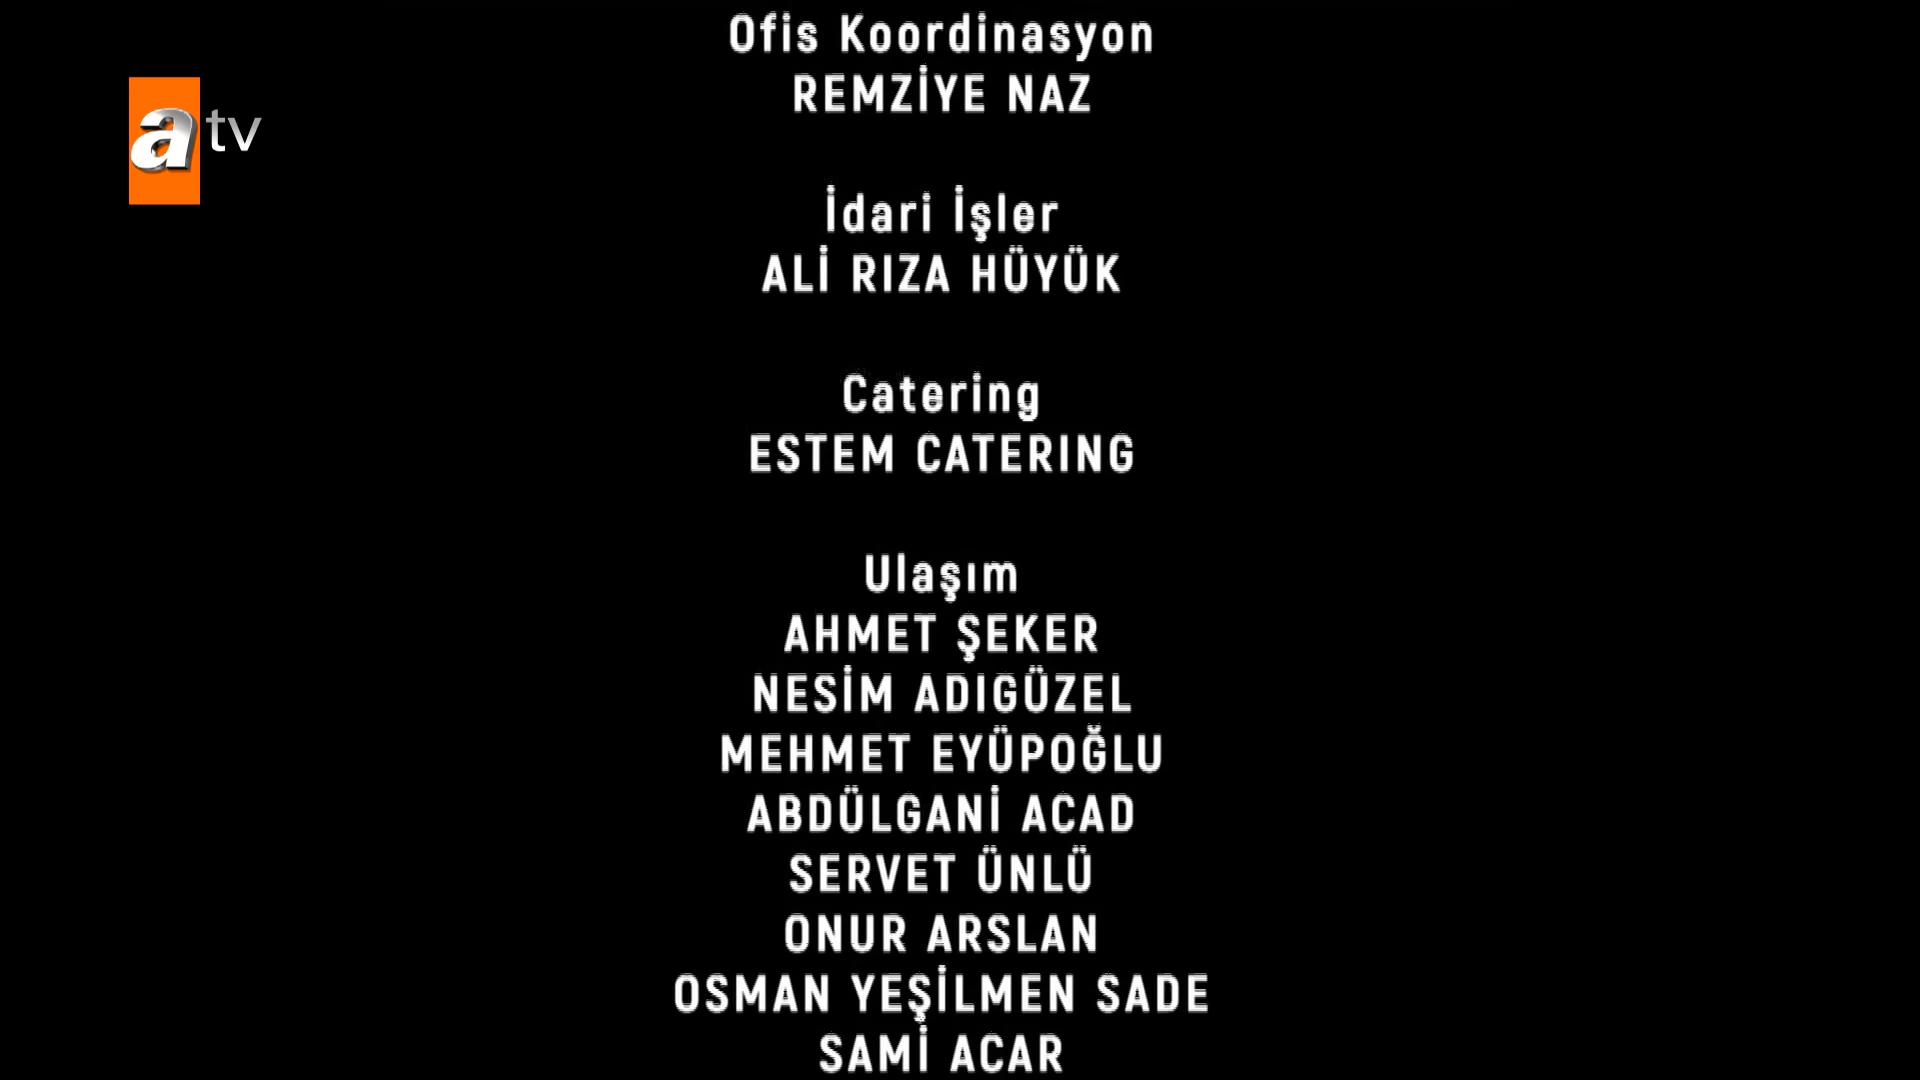 Ofis Koordinasyon
REMZİYE NAZ
atv
İdari İşler
ALİ RIZA HÜYÜK
Catering
ESTEM CATERING
Ulaşım
AHMET ŞEKER
NESİM ADIGÜZEL
MEHMET EYÜPOĞLU
ABDÜLGANİ ACAD
SERVET ÜNLÜ
ONUR ARSLAN
OSMAN YEŞİLMEN SADE
SAMİ ACAR